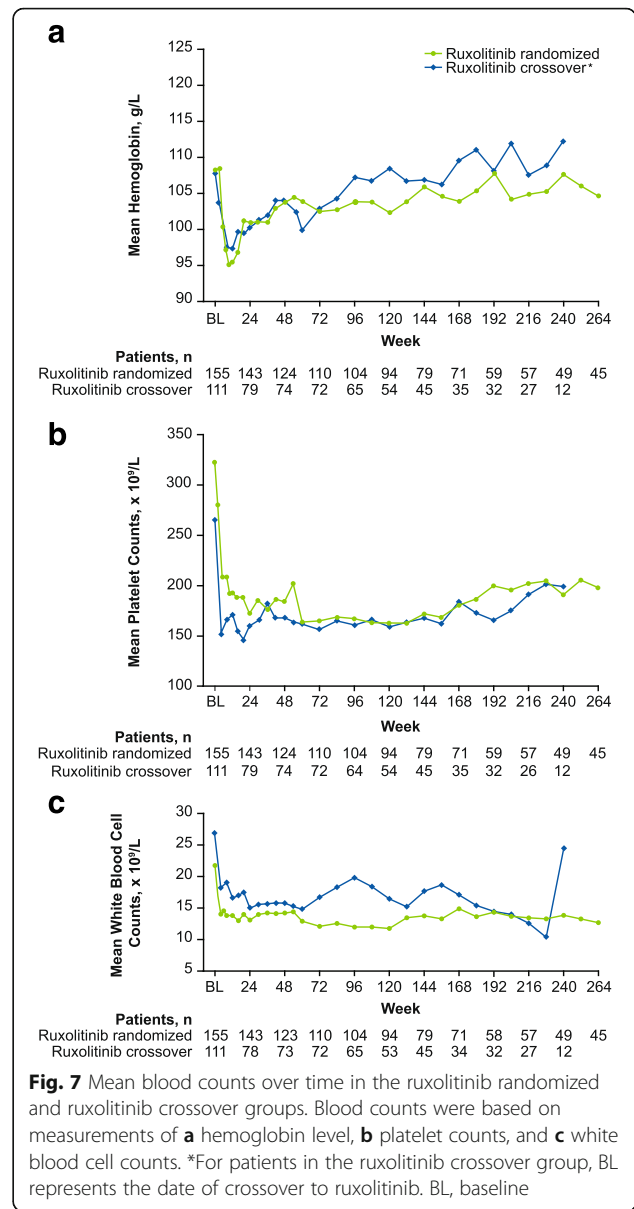 a
125
120
115
110
105
100
95
90
Mean Hemoglobin, g/L
Ruxolitinib randomized
Ruxolitinib crossover*
BL 24 48 72 96 120 144 168 192 216 240 264
Week
Patients, n
Ruxolitinib randomized 155 143 124 110 104 94 79 71 59 57 49 45
Ruxolitinib crossover 111 79 74 72 65 54 45 35 32 27 12
b
350
300
250
200
150
100
Mean Platelet Counts, x 10⁹/L
BL 24 48 72 96 120 144 168 192 216 240 264
Week
Patients, n
Ruxolitinib randomized 155 143 124 110 104 94 79 71 59 57 49 45
Ruxolitinib crossover 111 79 74 72 64 54 45 35 32 26 12
c
30
25
20
15
10
5
Mean White Blood Cell
Counts, x 10⁹/L
BL 24 48 72 96 120 144 168 192 216 240 264
Week
Patients, n
Ruxolitinib randomized 155 143 123 110 104 94 79 71 58 57 49 45
Ruxolitinib crossover 111 78 73 72 65 53 45 34 32 27 12
Fig. 7 Mean blood counts over time in the ruxolitinib randomized
and ruxolitinib crossover groups. Blood counts were based on
measurements of a hemoglobin level, b platelet counts, and c white
blood cell counts. *For patients in the ruxolitinib crossover group, BL
represents the date of crossover to ruxolitinib. BL, baseline